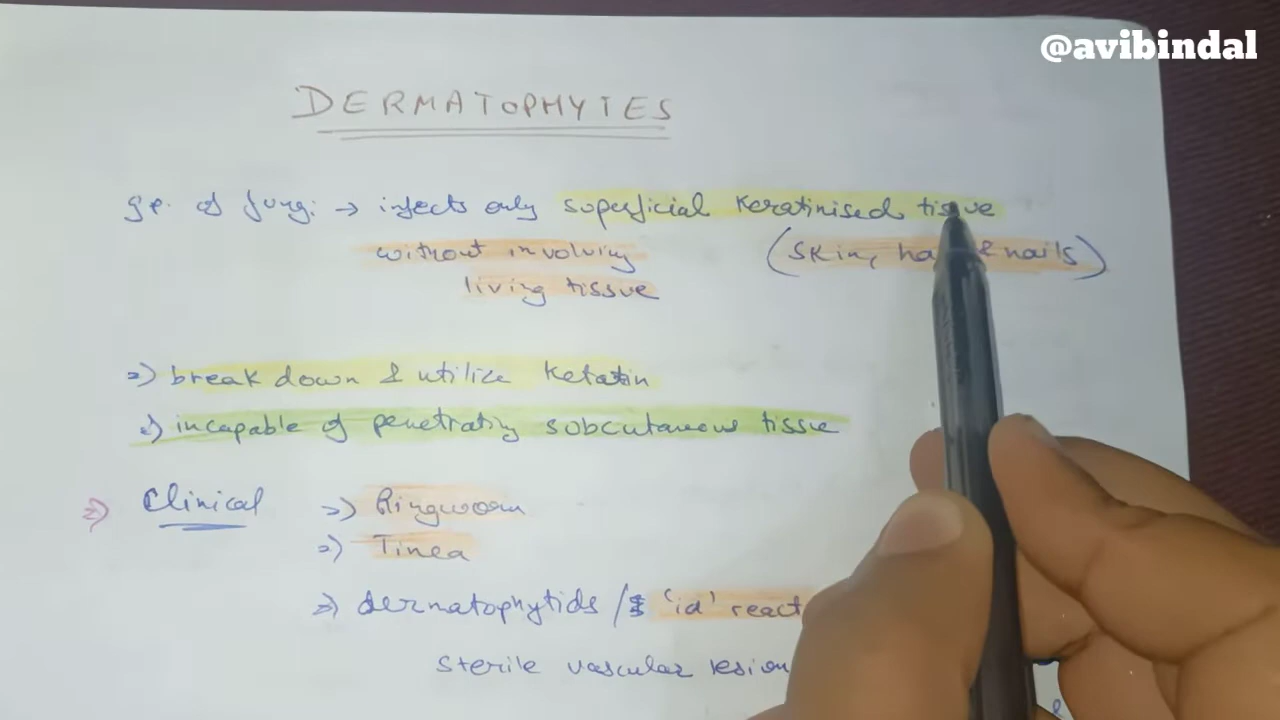 @avibindal
DERMATOPHYTES
gp. of fungi → infects only superficial keratinised tissue
without involving (Skin, & nails)
living tissue
⇒ break down & utilize Keratin
⇒ incapable of penetrating subcutaneous tissue
⇒ Clinical ⇒ Ringworm
⇒ Tinea
⇒ dermatophytids / 'id' react
sterile vascular lesion